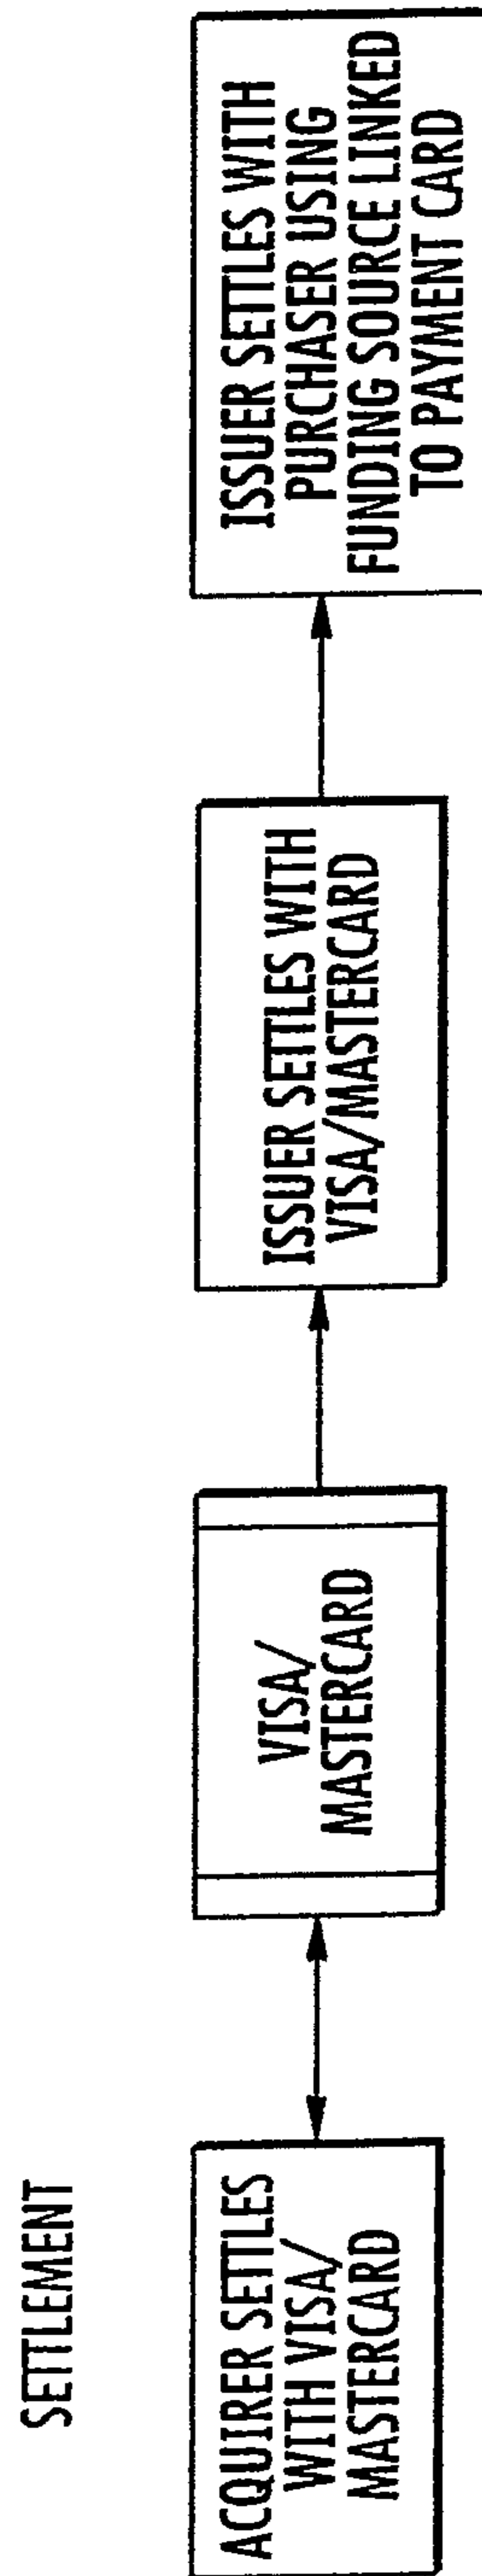 SETTLEMENT
ACQUIRER SETTLES
WITH VISA/
MASTERCARD
VISA/
MASTERCARD
ISSUER SETTLES WITH
VISA/MASTERCARD
ISSUER SETTLES WITH
PURCHASER USING
FUNDING SOURCE LINKED
TO PAYMENT CARD